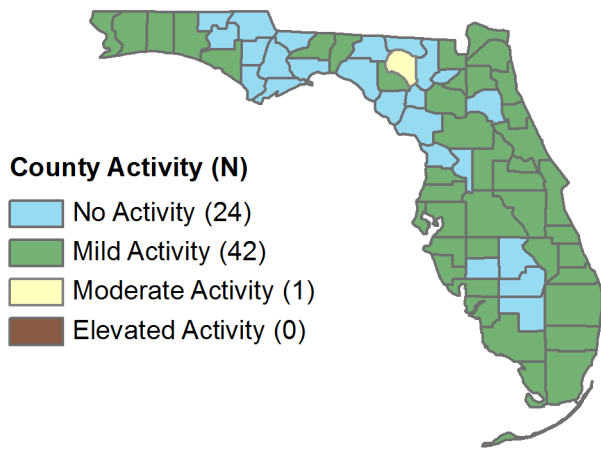 County Activity (N)
No Activity (24)
Mild Activity (42)
Moderate Activity (1)
Elevated Activity (0)